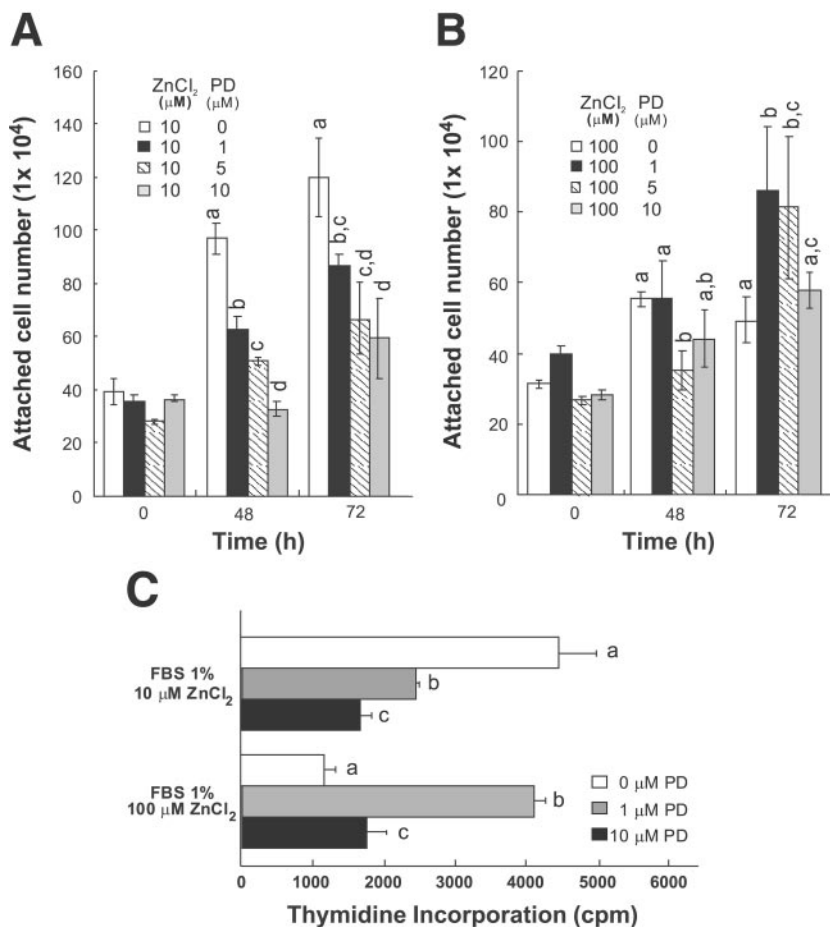 A
160
140
120
100
80
60
40
20
0
Attached cell number (1x 10⁴)
ZnCl₂ PD
(μM) (μM)
10 0
10 1
10 5
10 10
a
b
c
d
a
b,c
c,d
d
0 48 72
Time (h)
B
120
100
80
60
40
20
0
Attached cell number (1x 10⁴)
ZnCl₂ PD
(μM) (μM)
100 0
100 1
100 5
100 10
a
a
b
a,b
a
b
b,c
a,c
0 48 72
Time (h)
C
FBS 1%
10 μM ZnCl₂
a
b
c
FBS 1%
100 μM ZnCl₂
a
b
c
0 μM PD
1 μM PD
10 μM PD
0 1000 2000 3000 4000 5000 6000
Thymidine Incorporation (cpm)